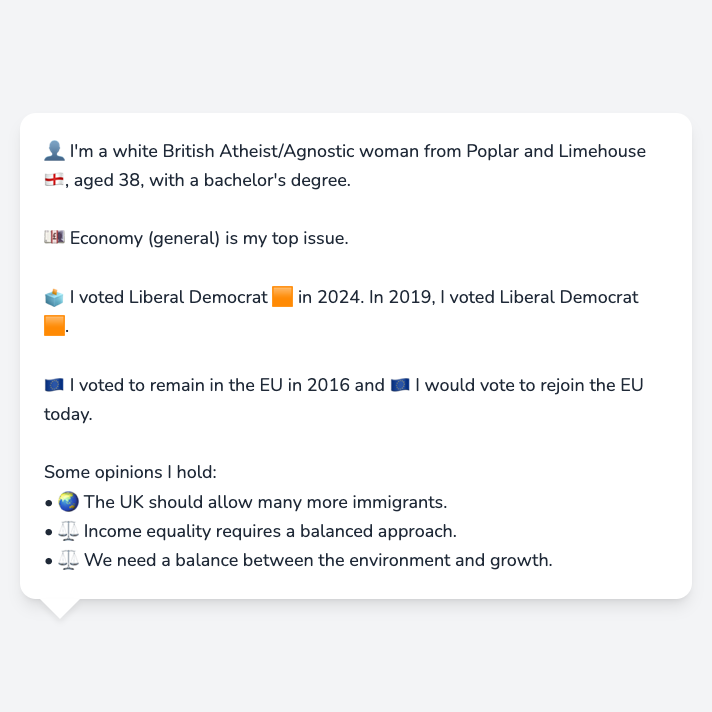 👤 I'm a white British Atheist/Agnostic woman from Poplar and Limehouse
🏴󠁧󠁢󠁥󠁮󠁧󠁿, aged 38, with a bachelor's degree.
💷 Economy (general) is my top issue.
🗳️ I voted Liberal Democrat 🟧 in 2024. In 2019, I voted Liberal Democrat
🟧.
🇪🇺 I voted to remain in the EU in 2016 and 🇪🇺 I would vote to rejoin the EU
today.
Some opinions I hold:
• 🌏 The UK should allow many more immigrants.
• ⚖️ Income equality requires a balanced approach.
• ⚖️ We need a balance between the environment and growth.